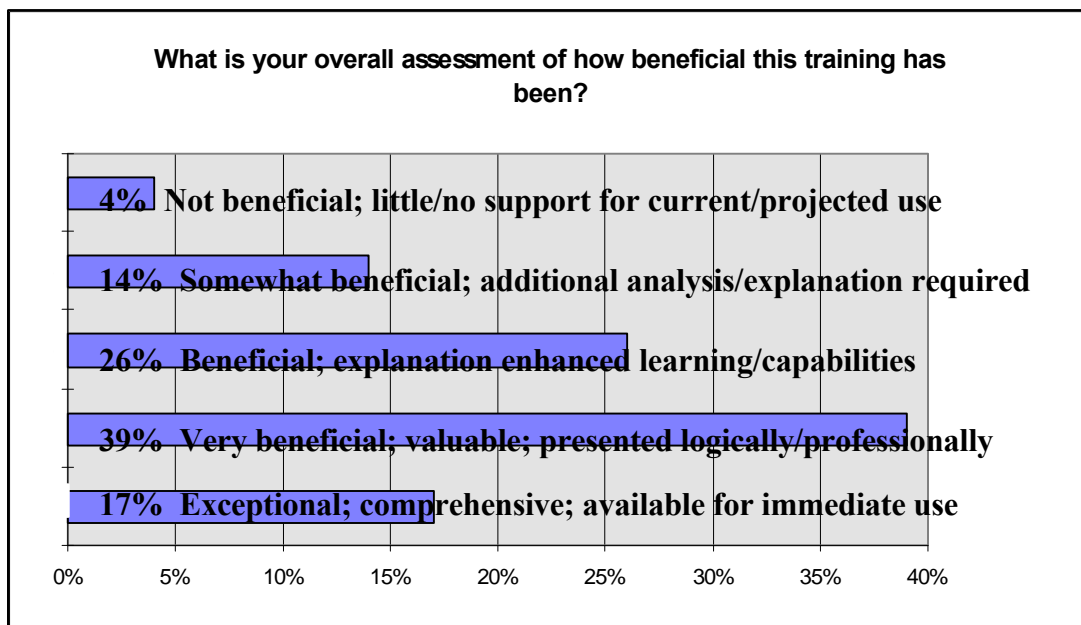 What is your overall assessment of how beneficial this training has
been?
4% Not beneficial; little/no support for current/projected use
14% Somewhat beneficial; additional analysis/explanation required
26% Beneficial; explanation enhanced learning/capabilities
39% Very beneficial; valuable; presented logically/professionally
17% Exceptional; comprehensive; available for immediate use
0% 5% 10% 15% 20% 25% 30% 35% 40%